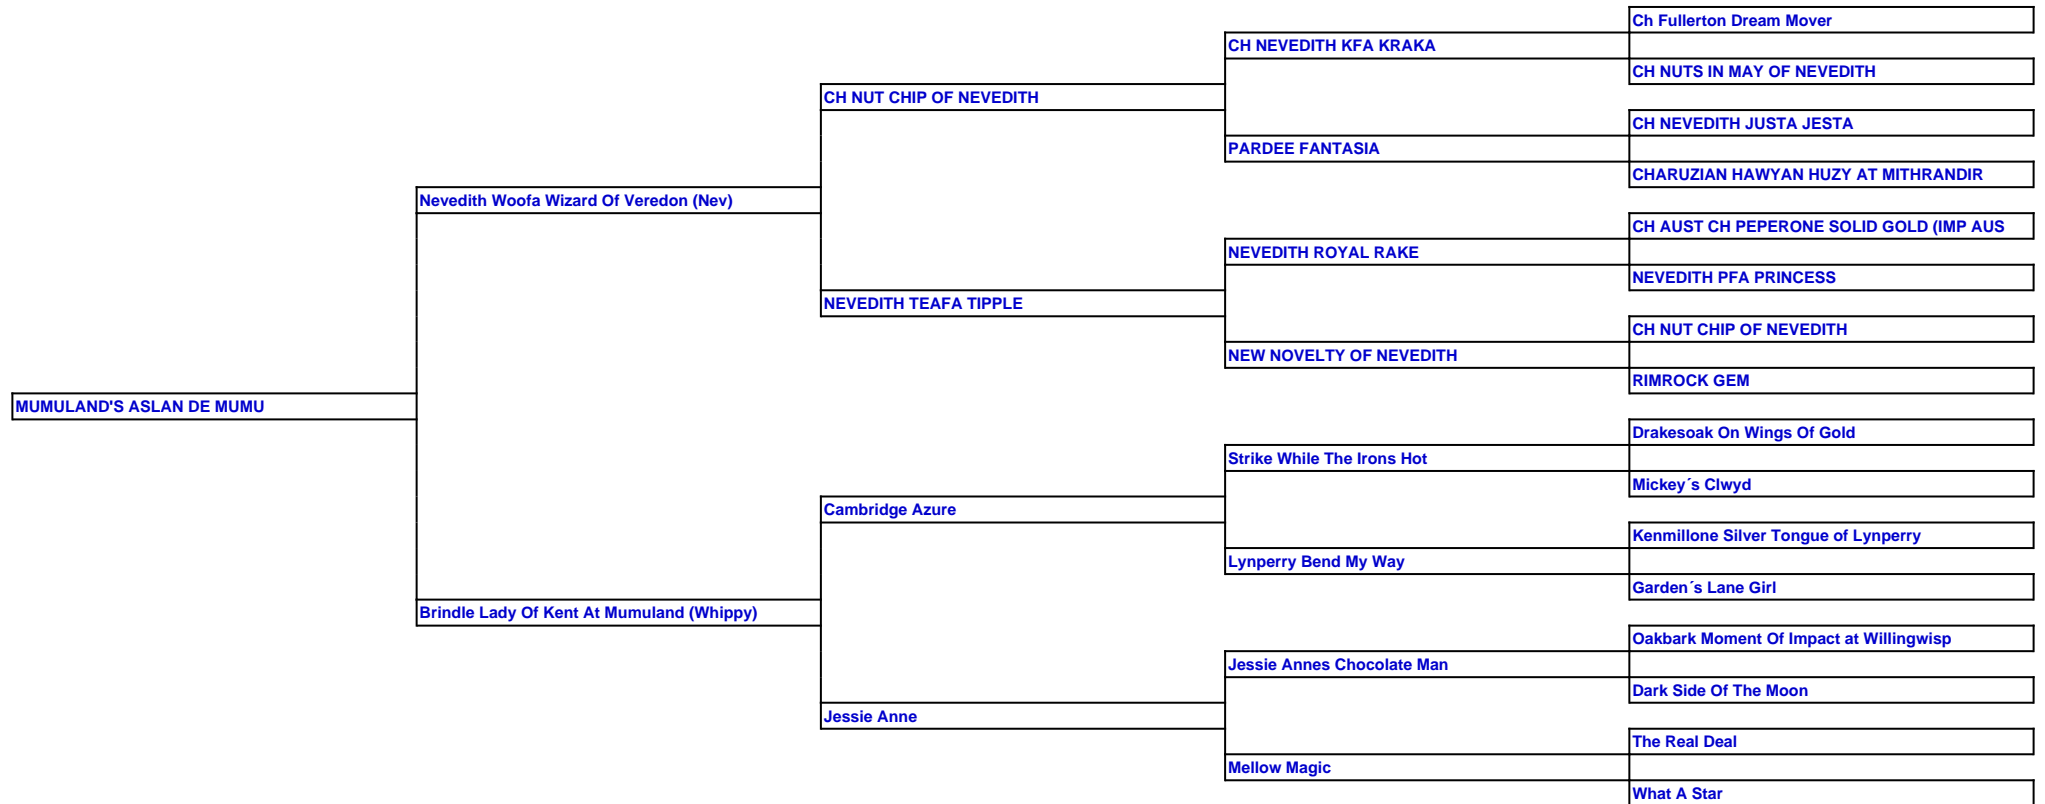 Ch Fullerton Dream Mover
CH NEVEDITH KFA KRAKA
CH NUTS IN MAY OF NEVEDITH
CH NUT CHIP OF NEVEDITH
CH NEVEDITH JUSTA JESTA
PARDEE FANTASIA
CHARUZIAN HAWYAN HUZY AT MITHRANDIR
Nevedith Woofa Wizard Of Veredon (Nev)
CH AUST CH PEPERONE SOLID GOLD (IMP AUS
NEVEDITH ROYAL RAKE
NEVEDITH PFA PRINCESS
NEVEDITH TEAFA TIPPLE
CH NUT CHIP OF NEVEDITH
NEW NOVELTY OF NEVEDITH
RIMROCK GEM
MUMULAND'S ASLAN DE MUMU
Drakesoak On Wings Of Gold
Strike While The Irons Hot
Mickey´s Clwyd
Cambridge Azure
Kenmillone Silver Tongue of Lynperry
Lynperry Bend My Way
Garden´s Lane Girl
Brindle Lady Of Kent At Mumuland (Whippy)
Oakbark Moment Of Impact at Willingwisp
Jessie Annes Chocolate Man
Dark Side Of The Moon
Jessie Anne
The Real Deal
Mellow Magic
What A Star